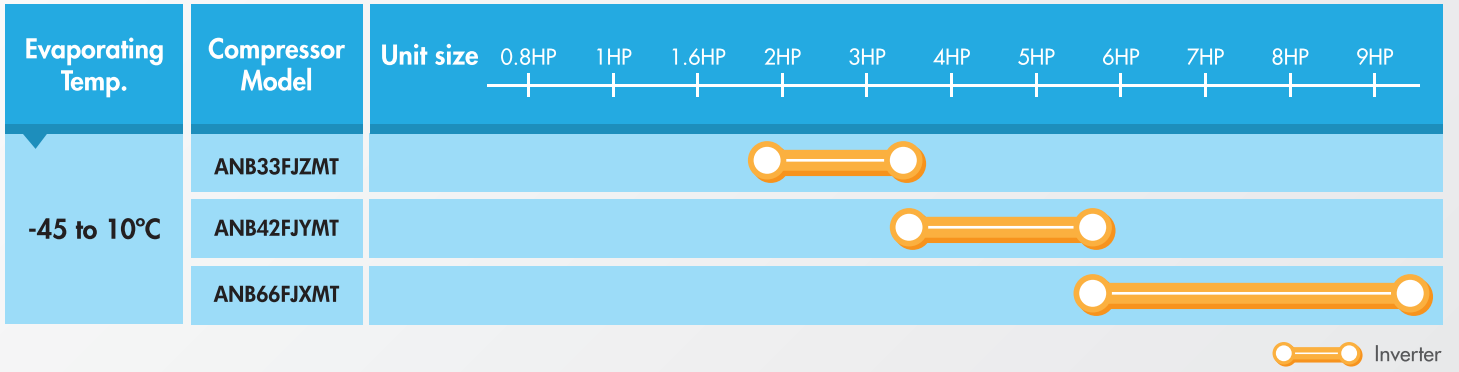 Evaporating
Temp.
Compressor
Model
Unit size 0.8HP 1HP 1.6HP 2HP 3HP 4HP 5HP 6HP 7HP 8HP 9HP
-45 to 10°C
ANB33FJZMT
ANB42FJYMT
ANB66FJXMT
Inverter